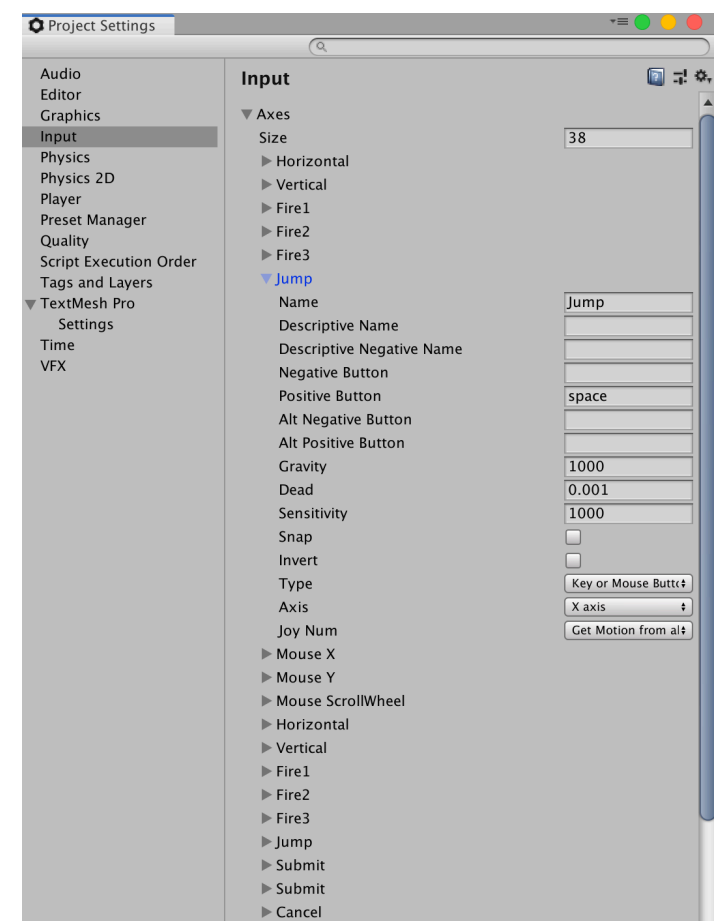 Project Settings
Audio
Editor
Graphics
Input
Physics
Physics 2D
Player
Preset Manager
Quality
Script Execution Order
Tags and Layers
TextMesh Pro
Settings
Time
VFX
Input
Axes
Size 38
Horizontal
Vertical
Fire1
Fire2
Fire3
Jump
Name Jump
Descriptive Name
Descriptive Negative Name
Negative Button
Positive Button space
Alt Negative Button
Alt Positive Button
Gravity 1000
Dead 0.001
Sensitivity 1000
Snap
Invert
Type Key or Mouse Butto
Axis X axis
Joy Num Get Motion from al
Mouse X
Mouse Y
Mouse ScrollWheel
Horizontal
Vertical
Fire1
Fire2
Fire3
Jump
Submit
Submit
Cancel